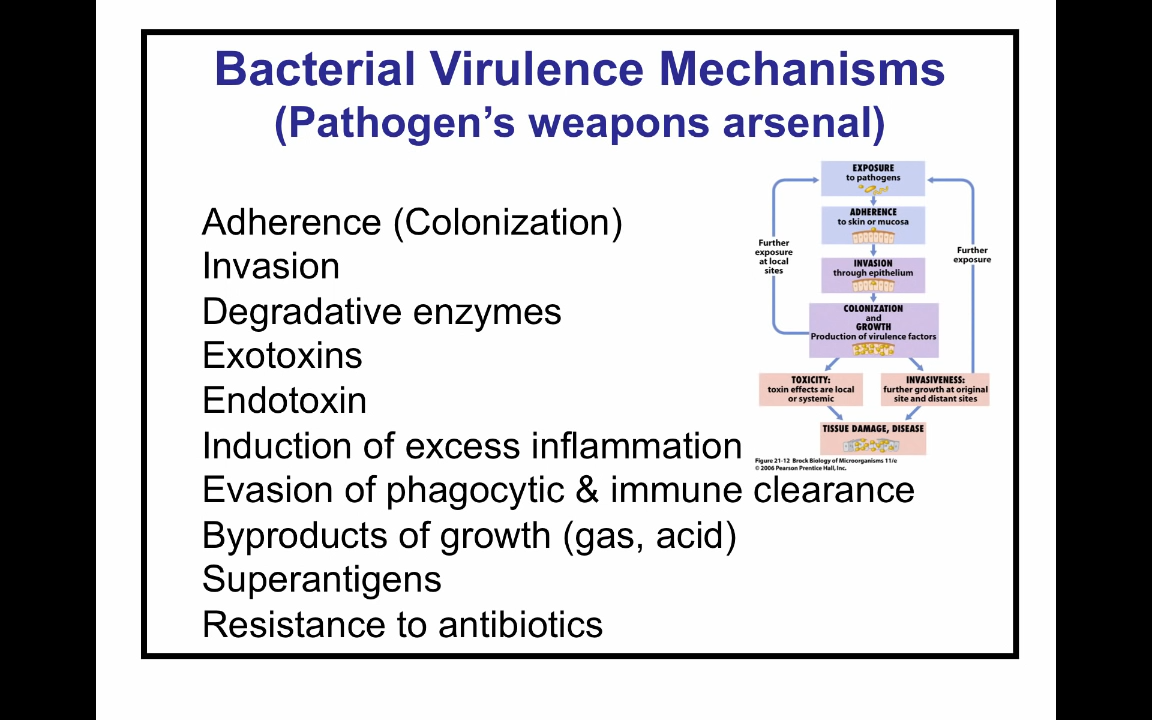 Bacterial Virulence Mechanisms
(Pathogen’s weapons arsenal)
Adherence (Colonization)
Invasion
Degradative enzymes
Exotoxins
Endotoxin
Induction of excess inflammation
Evasion of phagocytic & immune clearance
Byproducts of growth (gas, acid)
Superantigens
Resistance to antibiotics
EXPOSURE
to pathogens
ADHERENCE
to skin or mucosa
INVASION
through epithelium
COLONIZATION
and
GROWTH
Production of virulence factors
Further
exposure
at local
sites
Further
exposure
TOXICITY:
toxin effects are local
or systemic
INVASIVENESS:
further growth at original
site and distant sites
TISSUE DAMAGE, DISEASE
Figure 21-12 Brock Biology of Microorganisms 11/e
© 2006 Pearson Prentice Hall, Inc.